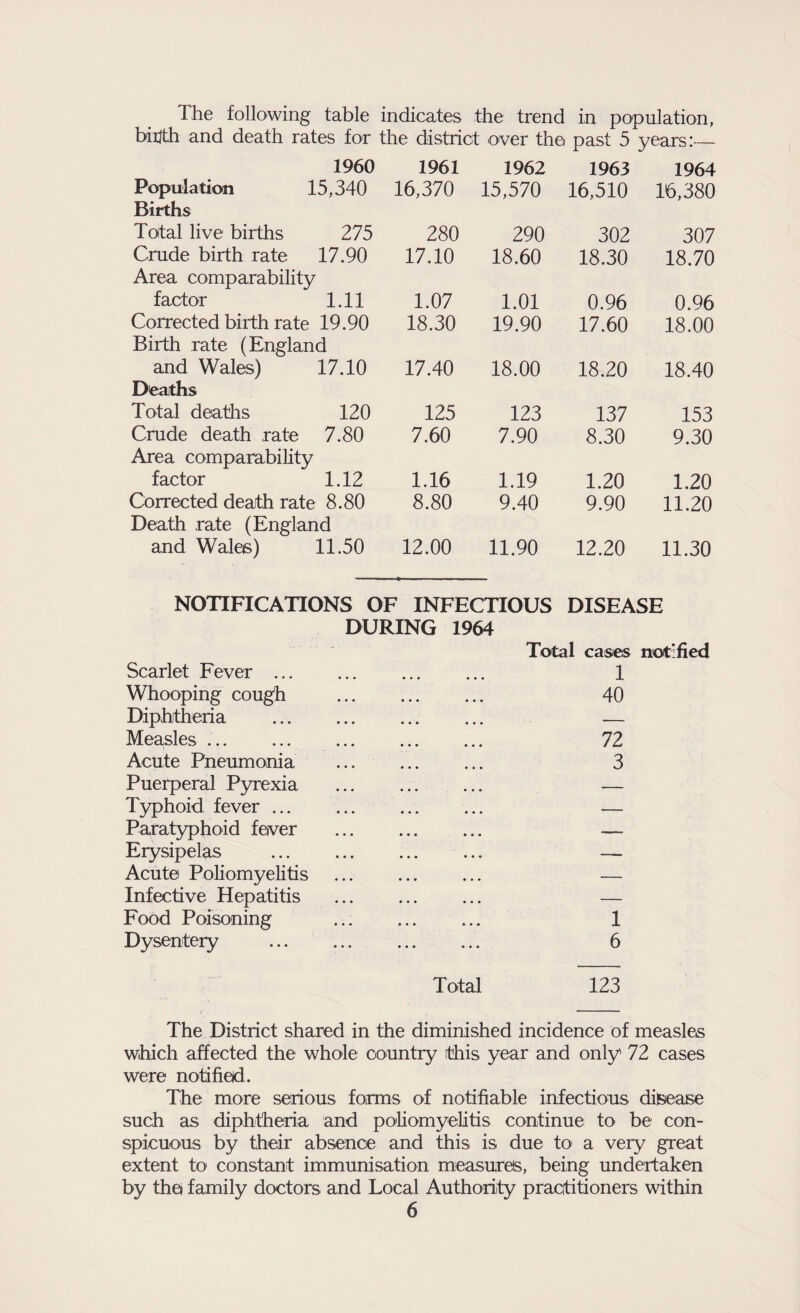 The following table indicates the trend in population,
birth and death rates for the district over the past 5 years:—
1960 1961 1962 1963 1964
Population 15,340 16,370 15,570 16,510 16,380
Births
Total live births 275 280 290 302 307
Crude birth rate 17.90 17.10 18.60 18.30 18.70
Area comparability
factor 1.11 1.07 1.01 0.96 0.96
Corrected birth rate 19.90 18.30 19.90 17.60 18.00
Birth rate (England
and Wales) 17.10 17.40 18.00 18.20 18.40
Deaths
Total deaths 120 125 123 137 153
Crude death rate 7.80 7.60 7.90 8.30 9.30
Area comparability
factor 1.12 1.16 1.19 1.20 1.20
Corrected death rate 8.80 8.80 9.40 9.90 11.20
Death rate (England
and Wales) 11.50 12.00 11.90 12.20 11.30
NOTIFICATIONS OF INFECTIOUS DISEASE
DURING 1964
Total cases notified
Scarlet Fever ... ... ... ... 1
Whooping cough ... ... ... 40
Diphtheria ... ... ... ... —
Measles ... ... ... ... ... 72
Acute Pneumonia ... ... ... 3
Puerperal Pyrexia ... ... ... —
Typhoid fever ... ... ... ... —
Paratyphoid fever ... ... ... —
Erysipelas ... ... ... ... —
Acute Poliomyelitis ... ... ... —
Infective Hepatitis ... ... ... —
Food Poisoning ... ... ... 1
Dysentery ... ... ... ... 6
Total 123
The District shared in the diminished incidence of measles
which affected the whole country this year and only 72 cases
were notified.
The more serious forms of notifiable infectious disease
such as diphtheria and poliomyelitis continue to be con-
spicuous by their absence and this is due to a very great
extent to constant immunisation measures, being undertaken
by the family doctors and Local Authority practitioners within
6